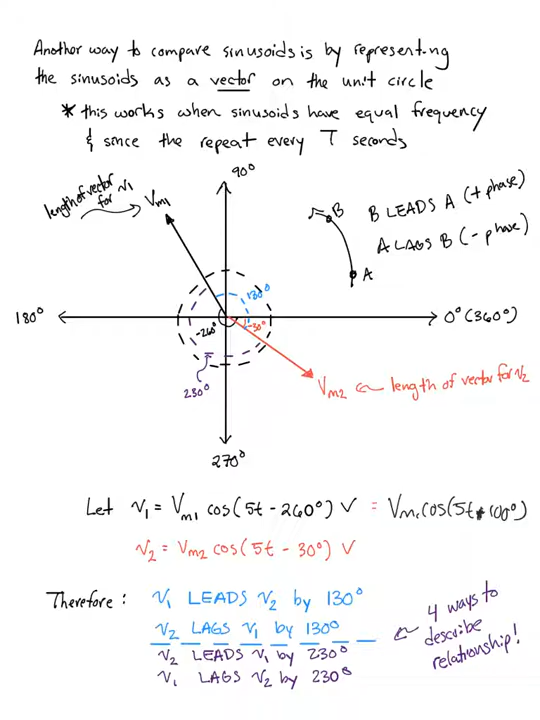 Another way to compare sinusoids is by representing
the sinusoids as a vector on the unit circle
* this works when sinusoids have equal frequency
& since the repeat every T seconds
90°
length of vector
for v1
Vm1
B
B LEADS A (+ phase)
A LAGS B (- phase)
A
130°
180°
0° (360°)
-260°
-30°
230°
Vm2 ← length of vector for v2
270°
Let v1 = Vm1 cos(5t - 260°) V = Vm1 cos(5t + 100°)
v2 = Vm2 cos(5t - 30°) V
Therefore: v1 LEADS v2 by 130°
v2 LAGS v1 by 130°
v2 LEADS v1 by 230°
v1 LAGS v2 by 230°
← 4 ways to
describe
relationship!